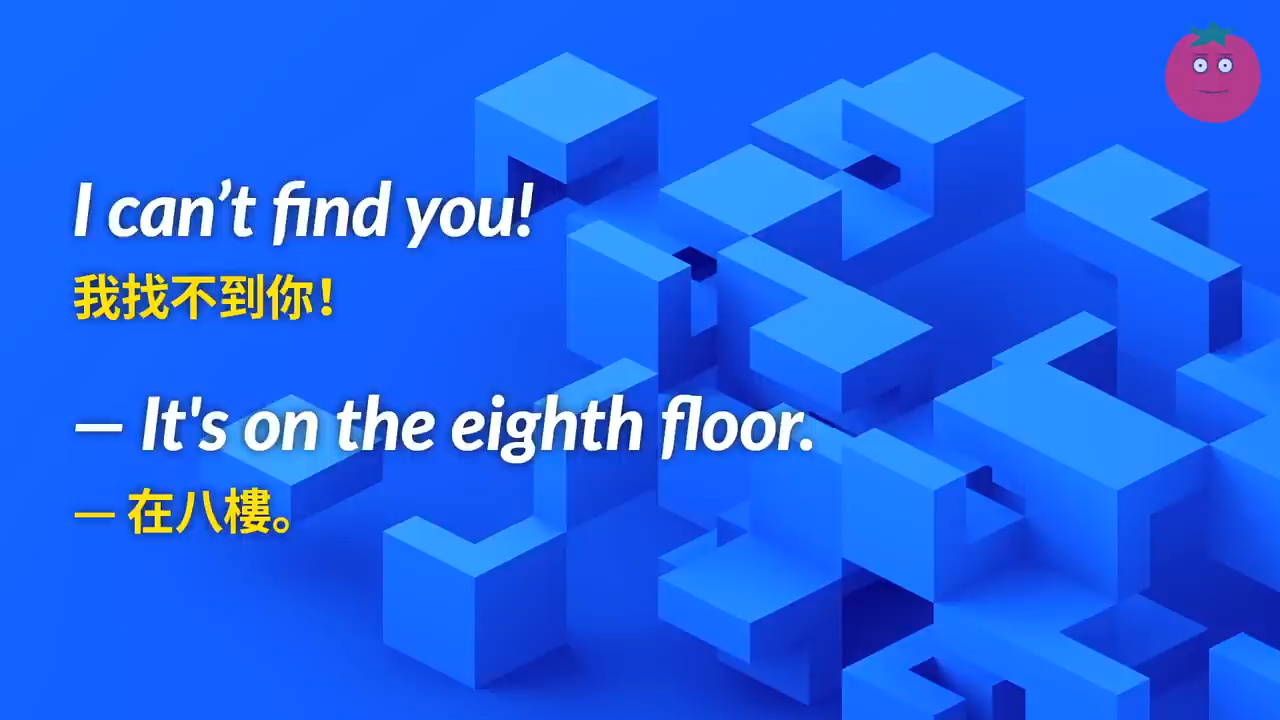 I can’t find you!
我找不到你！
— It's on the eighth floor.
— 在八樓。